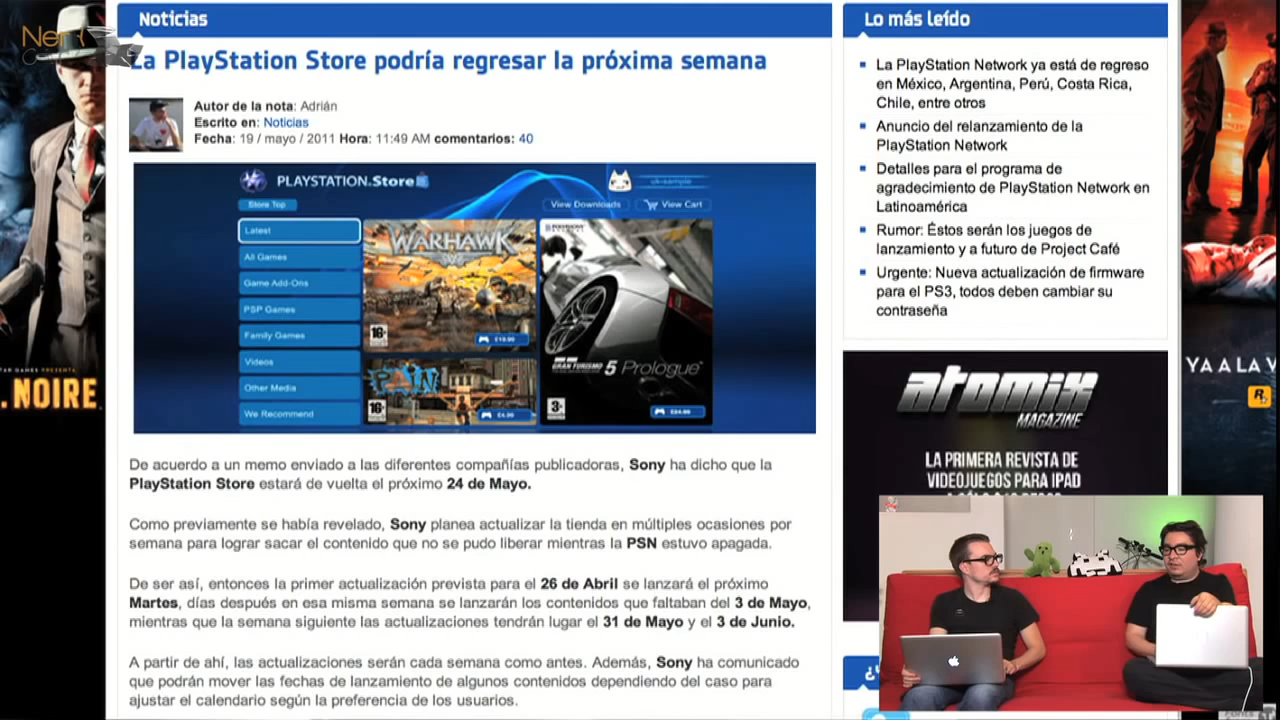 Noticias
La PlayStation Store podría regresar la próxima semana
Autor de la nota: Adrián
Escrito en: Noticias
Fecha: 19 / mayo / 2011 Hora: 11:49 AM comentarios: 40
PLAYSTATION.Store
Store Top
View Downloads
View Cart
Latest
All Games
Game Add-Ons
PSP Games
Family Games
Videos
Other Media
We Recommend
WARHAWK
16+
PAIN
16+
GRAN TURISMO 5 Prologue
3+
De acuerdo a un memo enviado a las diferentes compañías publicadoras, Sony ha dicho que la
PlayStation Store estará de vuelta el próximo 24 de Mayo.
Como previamente se había revelado, Sony planea actualizar la tienda en múltiples ocasiones por
semana para lograr sacar el contenido que no se pudo liberar mientras la PSN estuvo apagada.
De ser así, entonces la primer actualización prevista para el 26 de Abril se lanzará el próximo
Martes, días después en esa misma semana se lanzarán los contenidos que faltaban del 3 de Mayo,
mientras que la semana siguiente las actualizaciones tendrán lugar el 31 de Mayo y el 3 de Junio.
A partir de ahí, las actualizaciones serán cada semana como antes. Además, Sony ha comunicado
que podrán mover las fechas de lanzamiento de algunos contenidos dependiendo del caso para
ajustar el calendario según la preferencia de los usuarios.
Lo más leído
La PlayStation Network ya está de regreso
en México, Argentina, Perú, Costa Rica,
Chile, entre otros
Anuncio del relanzamiento de la
PlayStation Network
Detalles para el programa de
agradecimiento de PlayStation Network en
Latinoamérica
Rumor: Éstos serán los juegos de
lanzamiento y a futuro de Project Café
Urgente: Nueva actualización de firmware
para el PS3, todos deben cambiar su
contraseña
atomix
MAGAZINE
LA PRIMERA REVISTA DE
VIDEOJUEGOS PARA IPAD
. NOIRE
YA A LA V
R